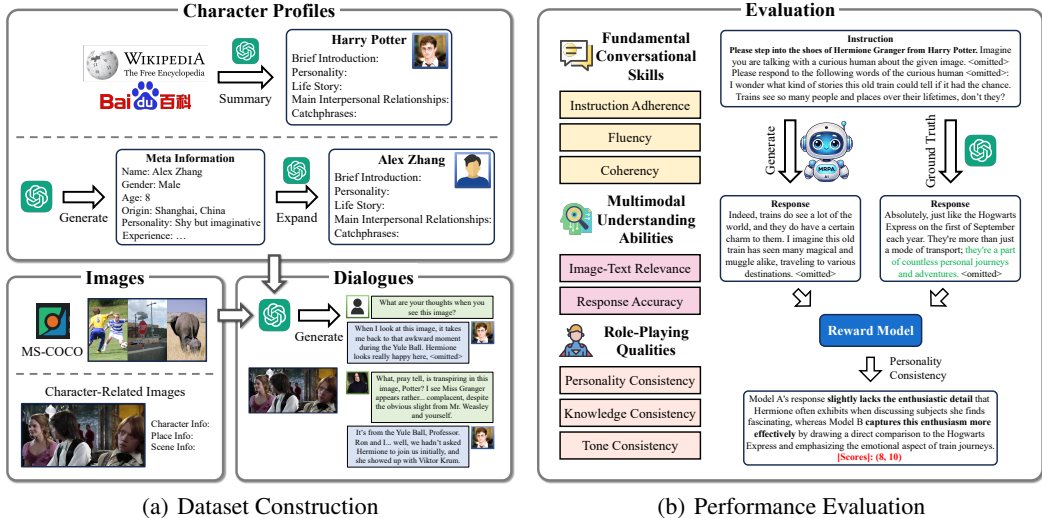 Character Profiles
WIKIPEDIA
The Free Encyclopedia
Bai du 百科
Summary
Harry Potter
Brief Introduction:
Personality:
Life Story:
Main Interpersonal Relationships:
Catchphrases:
Generate
Meta Information
Name: Alex Zhang
Gender: Male
Age: 8
Origin: Shanghai, China
Personality: Shy but imaginative
Experience: …
Expand
Alex Zhang
Brief Introduction:
Personality:
Life Story:
Main Interpersonal Relationships:
Catchphrases:
Images
MS-COCO
Character-Related Images
Character Info:
Place Info:
Scene Info:
Dialogues
Generate
What are your thoughts when you
see this image?
When I look at this image, it takes
me back to that awkward moment
during the Yule Ball. Hermione
looks really happy here, <omitted>
What, pray tell, is transpiring in this
image, Potter? I see Miss Granger
appears rather... complacent, despite
the obvious slight from Mr. Weasley
and yourself.
It's from the Yule Ball, Professor.
Ron and I... well, we hadn't asked
Hermione to join us initially, and
she showed up with Viktor Krum.
(a) Dataset Construction
Evaluation
Fundamental
Conversational
Skills
Instruction Adherence
Fluency
Coherency
Multimodal
Understanding
Abilities
Image-Text Relevance
Response Accuracy
Role-Playing
Qualities
Personality Consistency
Knowledge Consistency
Tone Consistency
Instruction
Please step into the shoes of Hermione Granger from Harry Potter. Imagine
you are talking with a curious human about the given image. <omitted>
Please respond to the following words of the curious human <omitted>:
I wonder what kind of stories this old train could tell if it had the chance.
Trains see so many people and places over their lifetimes, don't they?
Generate
MRPA
Ground Truth
Response
Indeed, trains do see a lot of the
world, and they do have a certain
charm to them. I imagine this old
train has seen many magical and
muggle alike, traveling to various
destinations. <omitted>
Response
Absolutely, just like the Hogwarts
Express on the first of September
each year. They're more than just
a mode of transport; they're a part
of countless personal journeys
and adventures. <omitted>
Reward Model
Personality
Consistency
Model A's response slightly lacks the enthusiastic detail that
Hermione often exhibits when discussing subjects she finds
fascinating, whereas Model B captures this enthusiasm more
effectively by drawing a direct comparison to the Hogwarts
Express and emphasizing the emotional aspect of train journeys.
[Scores]: (8, 10)
(b) Performance Evaluation